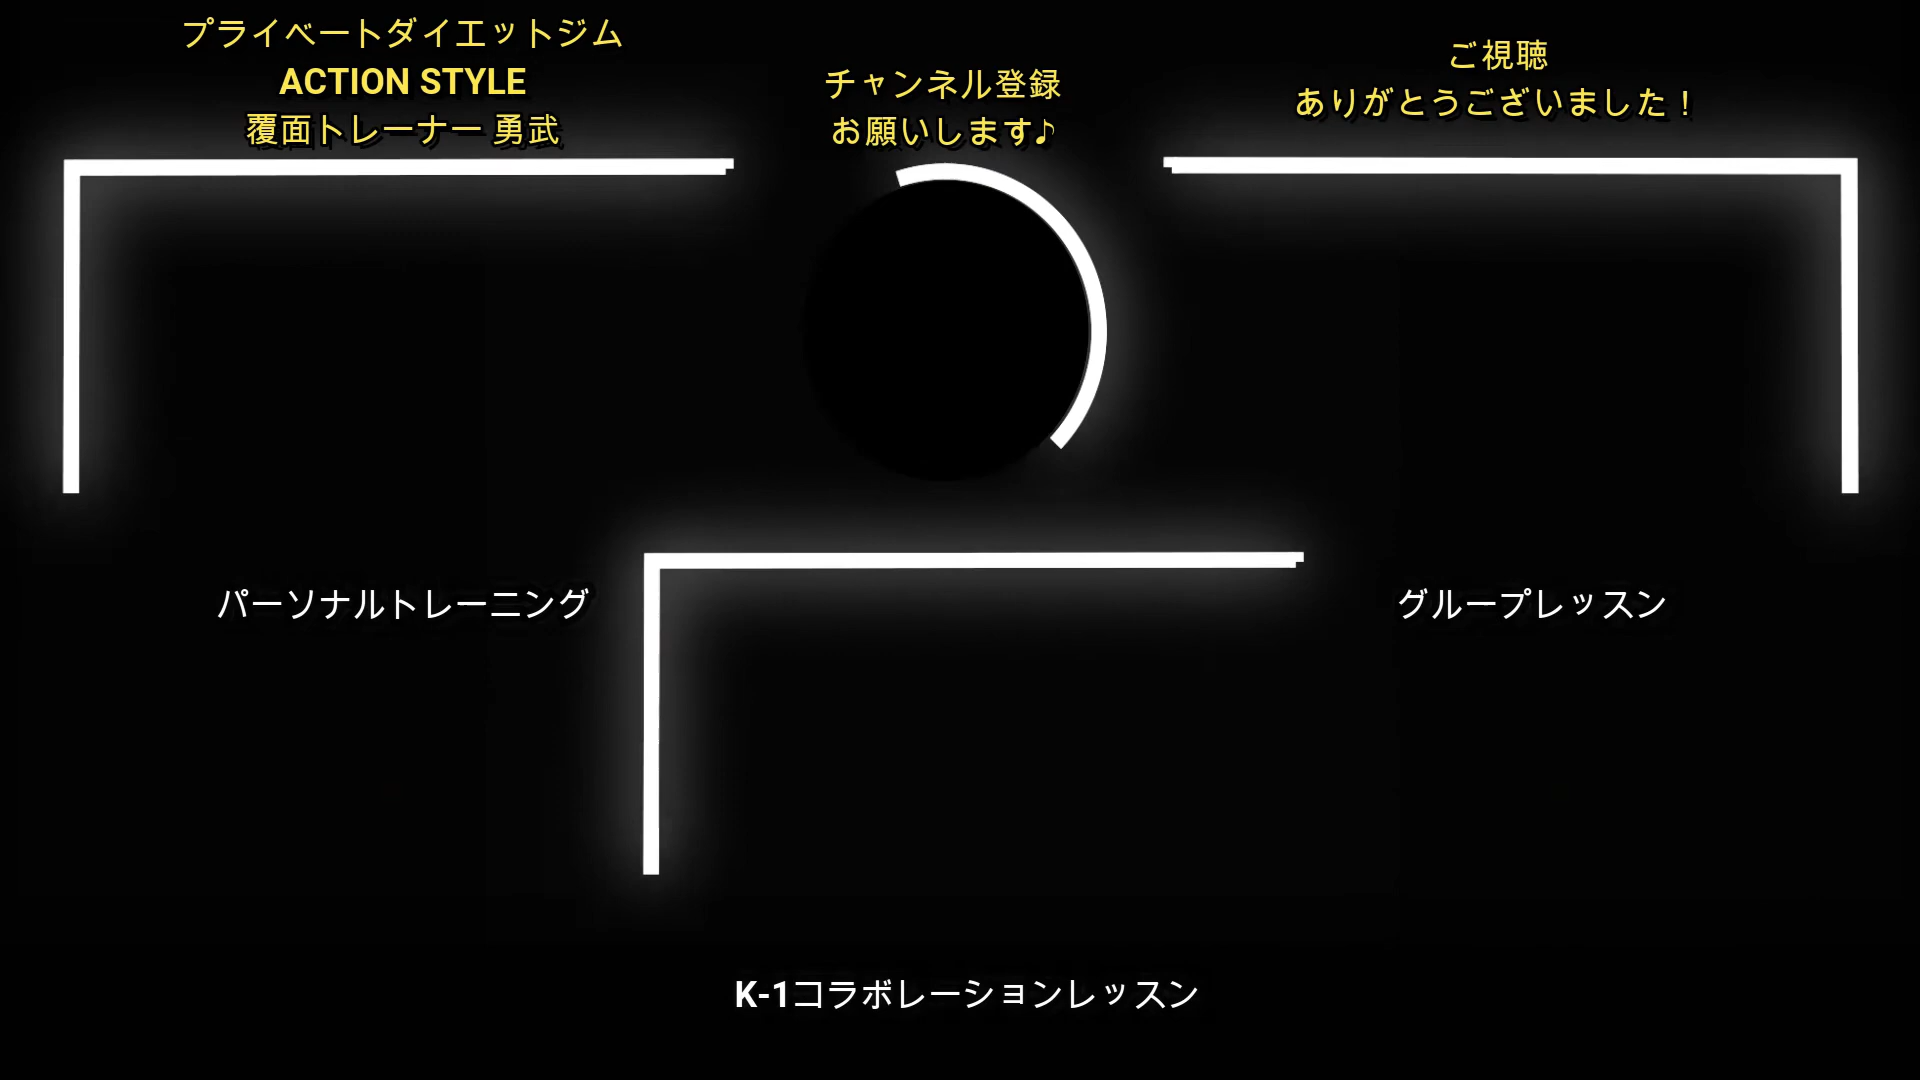 プライベートダイエットジム
ACTION STYLE
覆面トレーナー 勇武
チャンネル登録
お願いします♪
ご視聴
ありがとうございました！
パーソナルトレーニング
グループレッスン
K-1コラボレーションレッスン